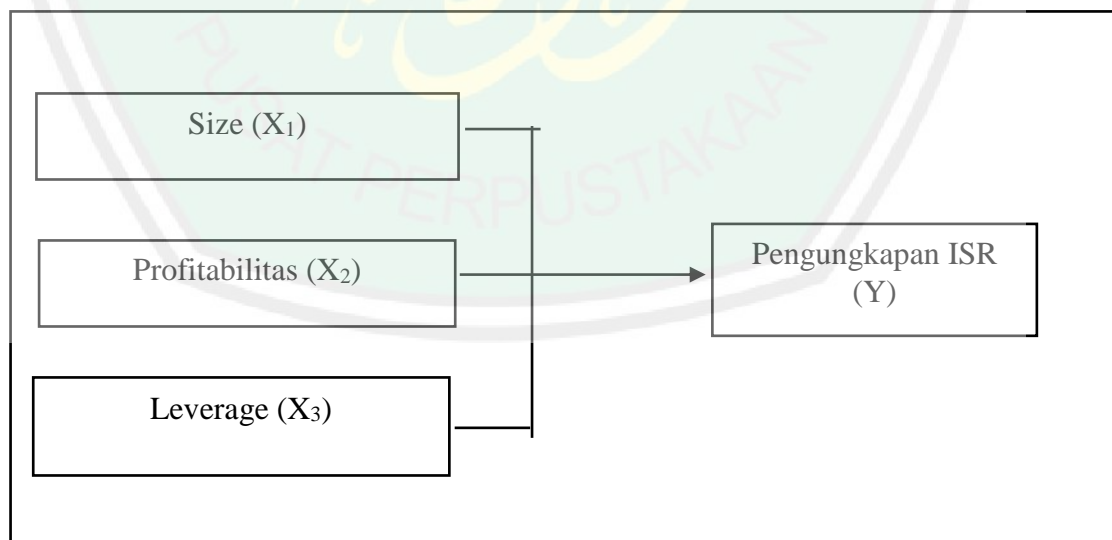 Size (X₁)
Profitabilitas (X₂)
Pengungkapan ISR
(Y)
Leverage (X₃)
PUSAT PERPUSTAKAAN